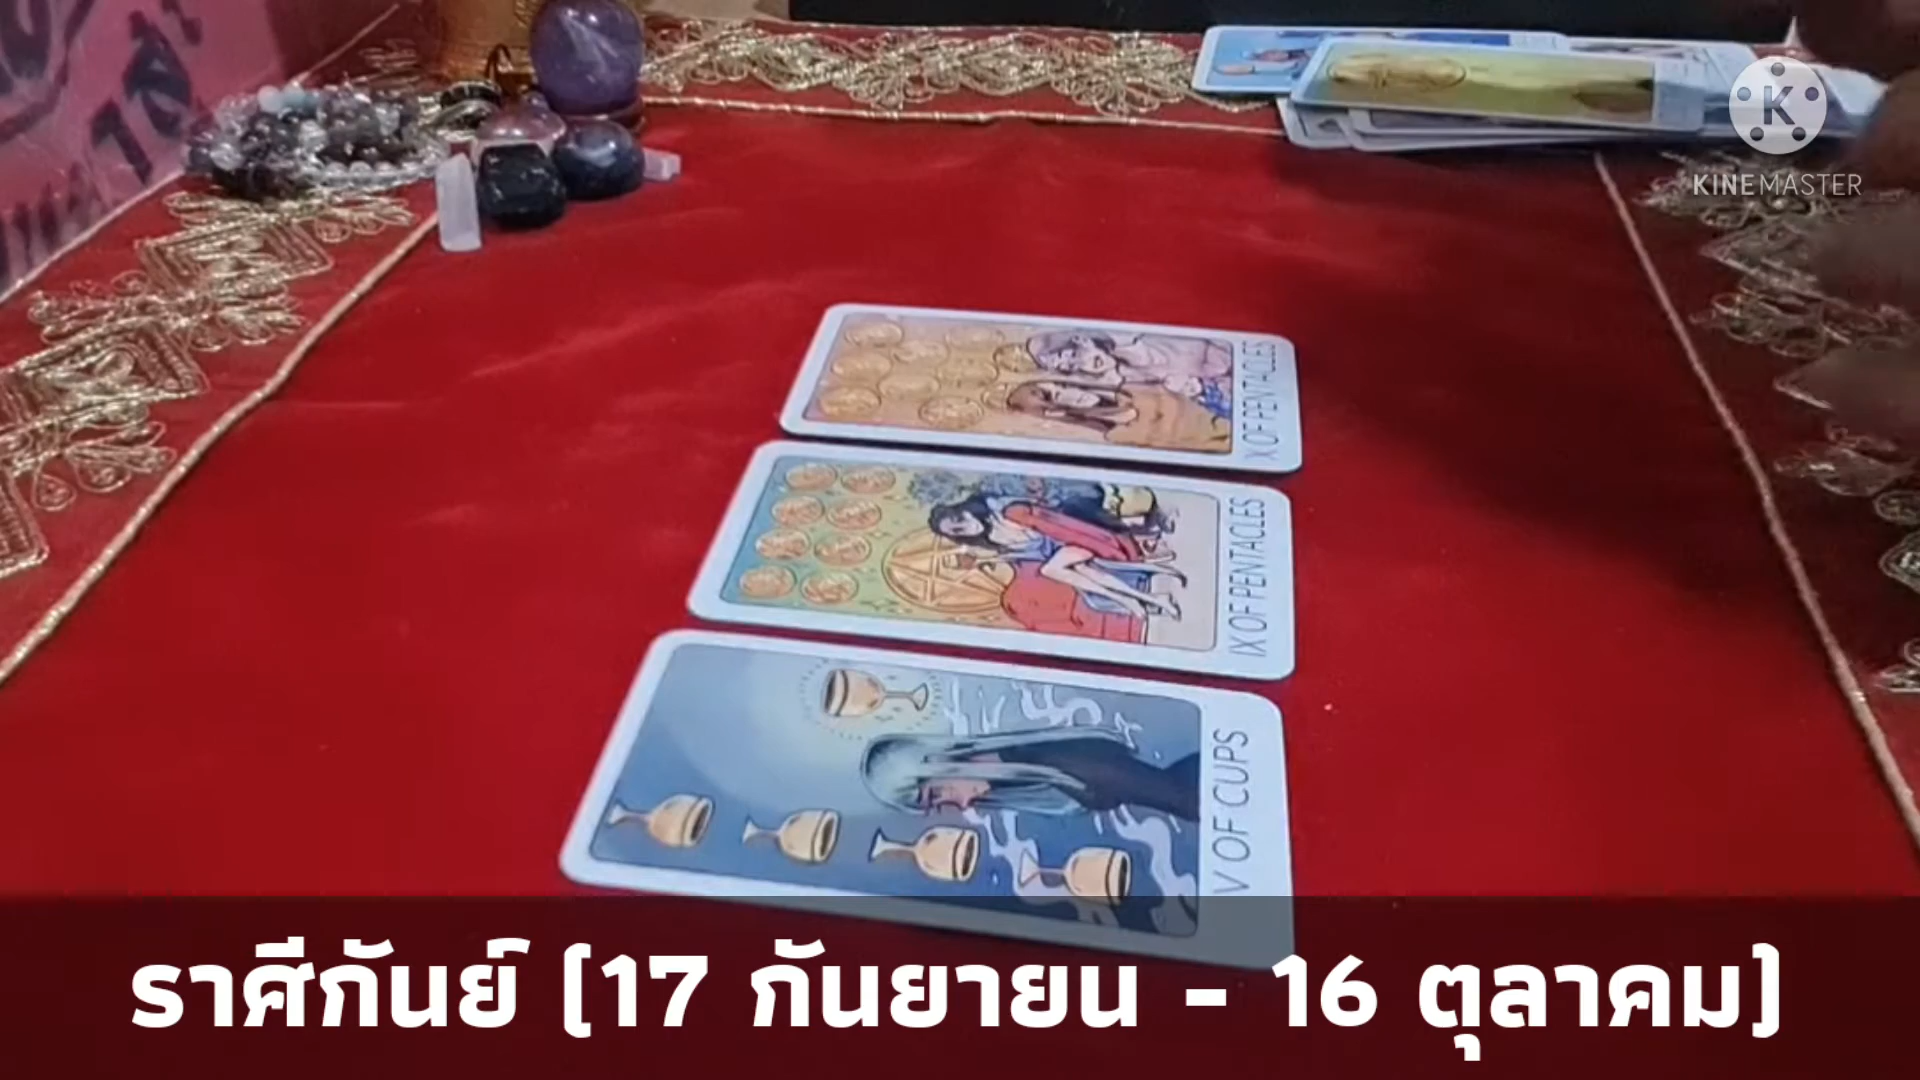 K
KINEMASTER
X OF PENTACLES
IX OF PENTACLES
V OF CUPS
ราศีกันย์ (17 กันยายน - 16 ตุลาคม)